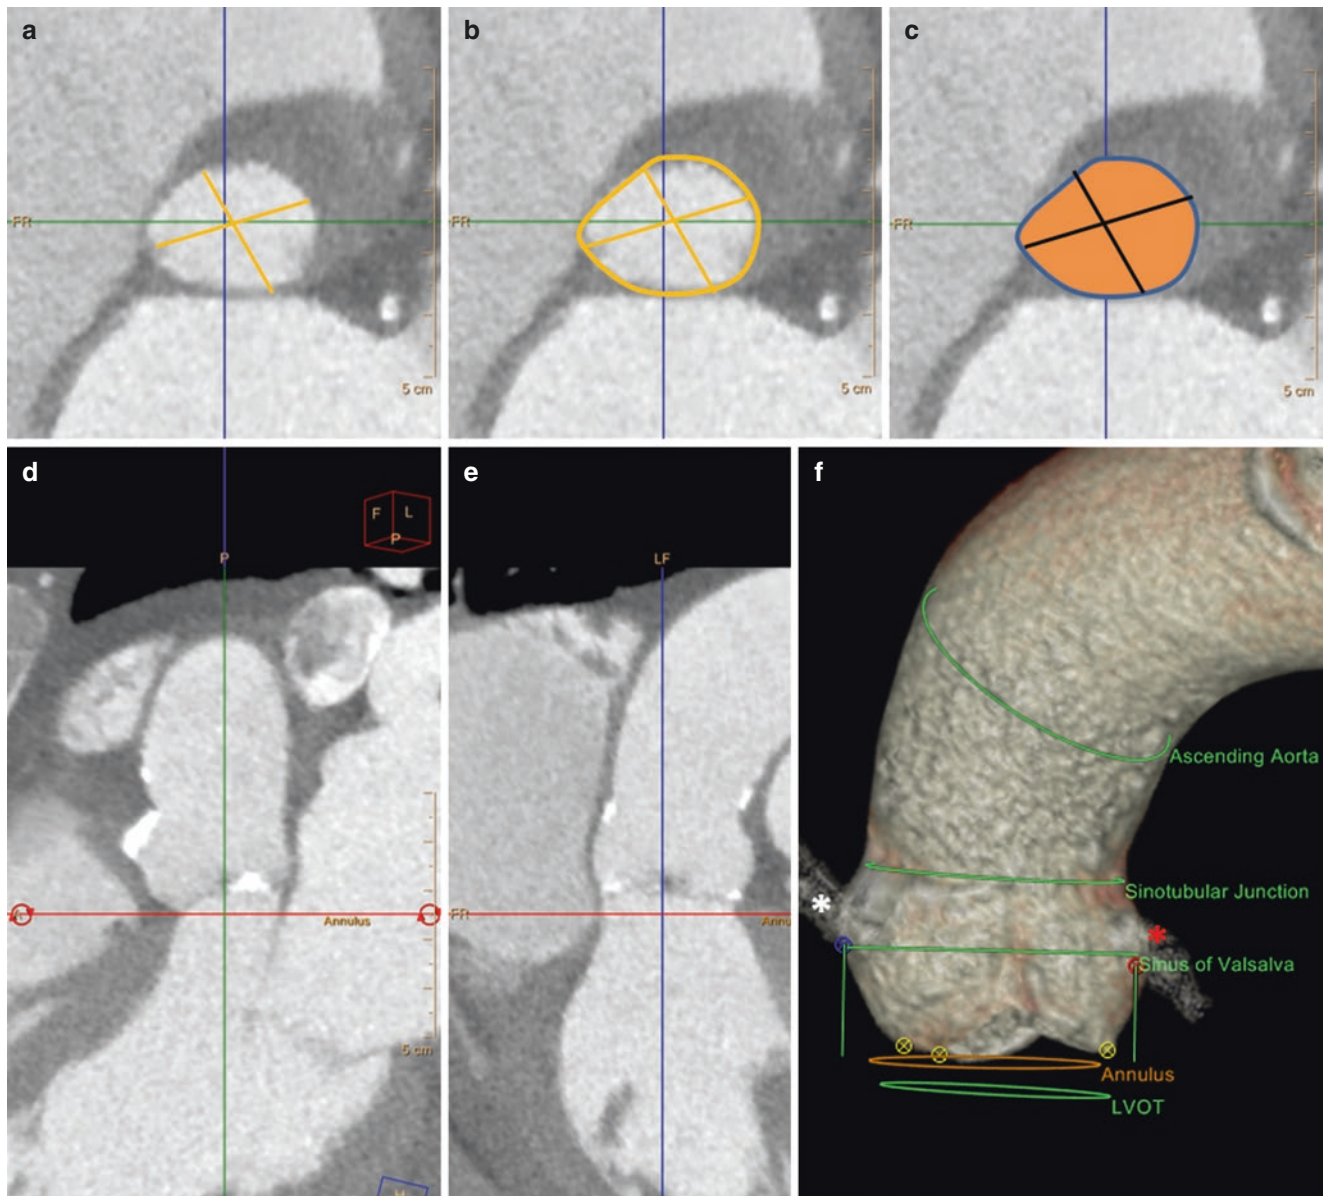 a
b
c
FR
FR
FR
5 cm
5 cm
5 cm
d
e
f
F
L
P
P
LF
Annulus
FR
Annu
5 cm
Ascending Aorta
*
Sinotubular Junction
*
Sinus of Valsalva
Annulus
LVOT